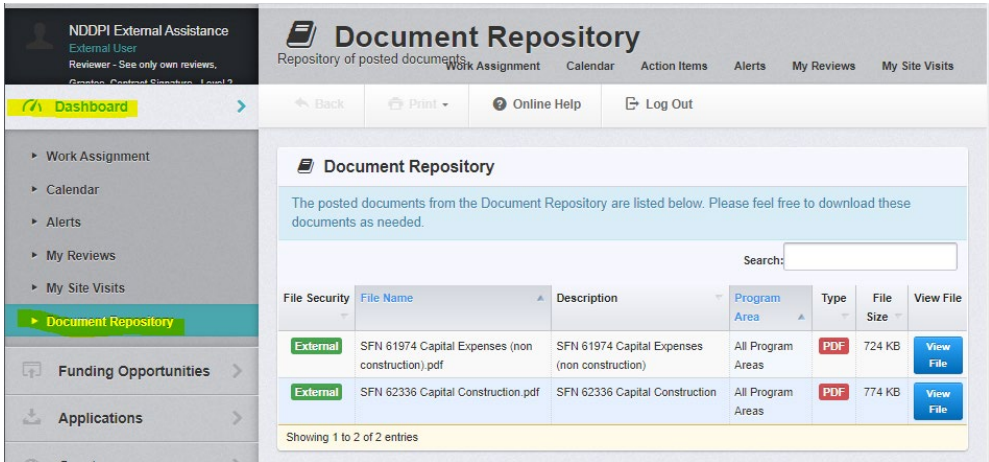 NDDPI External Assistance
External User
Reviewer - See only own reviews,
Grantee, Contract Signature - Level 2
Dashboard
Work Assignment
Calendar
Alerts
My Reviews
My Site Visits
Document Repository
Funding Opportunities
Applications
Document Repository
Repository of posted documents.
Work Assignment Calendar Action Items Alerts My Reviews My Site Visits
Back Print Online Help Log Out
Document Repository
The posted documents from the Document Repository are listed below. Please feel free to download these
documents as needed.
Search:
File Security File Name Description Program Type File View File
Area Size
External SFN 61974 Capital Expenses (non SFN 61974 Capital Expenses All Program PDF 724 KB View
construction).pdf (non construction) Areas File
External SFN 62336 Capital Construction.pdf SFN 62336 Capital Construction All Program PDF 774 KB View
Areas File
Showing 1 to 2 of 2 entries